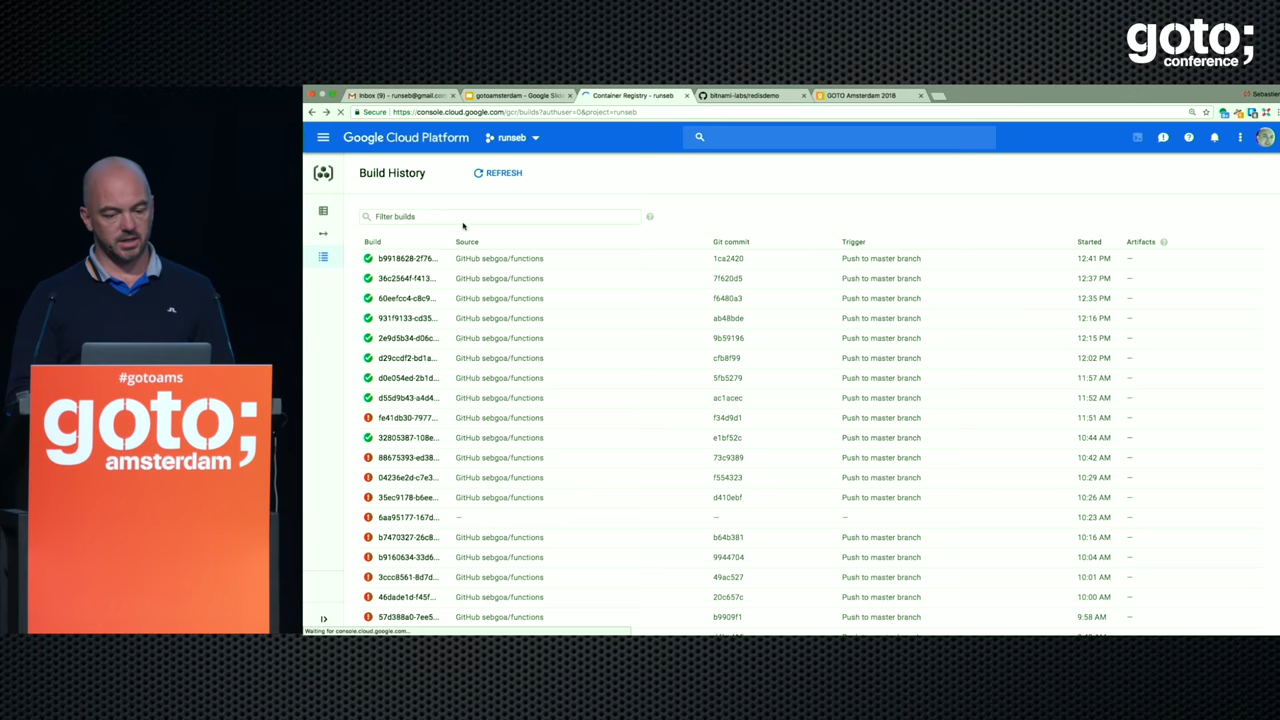 goto;
conference
Inbox (9) - runseb@gmail.com
gotoamsterdam - Google Slid
Container Registry - runseb
bitnami-labs/redisdemo
GOTO Amsterdam 2018
Sebastien
Secure
https://console.cloud.google.com/gcr/builds?authuser=0&project=runseb
Google Cloud Platform
runseb
Build History
REFRESH
Filter builds
Build Source Git commit Trigger Started Artifacts
b9918628-2f76... GitHub sebgoa/functions 1ca2420 Push to master branch 12:41 PM —
36c2564f-f413... GitHub sebgoa/functions 7f620d5 Push to master branch 12:37 PM —
60eefcc4-c8c9... GitHub sebgoa/functions f6480a3 Push to master branch 12:35 PM —
931f9133-cd35... GitHub sebgoa/functions ab48bde Push to master branch 12:16 PM —
2e9d5b34-d06c... GitHub sebgoa/functions 9b59196 Push to master branch 12:15 PM —
d29ccdf2-bd1a... GitHub sebgoa/functions cfb8f99 Push to master branch 12:02 PM —
d0e054ed-2b1d... GitHub sebgoa/functions 5fb5279 Push to master branch 11:57 AM —
d55d9b43-a4d4... GitHub sebgoa/functions ac1acec Push to master branch 11:52 AM —
fe41db30-7977... GitHub sebgoa/functions f34d9d1 Push to master branch 11:51 AM —
32805387-108e... GitHub sebgoa/functions e1bf52c Push to master branch 10:44 AM —
88675393-ed38... GitHub sebgoa/functions 73c9389 Push to master branch 10:42 AM —
04236e2d-c7e3... GitHub sebgoa/functions f554323 Push to master branch 10:29 AM —
35ec9178-b6ee... GitHub sebgoa/functions d410ebf Push to master branch 10:26 AM —
6aa95177-167d... — — — 10:23 AM —
b7470327-26c8... GitHub sebgoa/functions b64b381 Push to master branch 10:16 AM —
b9160634-33d6... GitHub sebgoa/functions 9944704 Push to master branch 10:04 AM —
3ccc8561-8d7d... GitHub sebgoa/functions 49ac527 Push to master branch 10:01 AM —
46dade1d-f45f... GitHub sebgoa/functions 20c657c Push to master branch 10:00 AM —
57d388a0-7ee5... GitHub sebgoa/functions b9909f1 Push to master branch 9:58 AM —
Waiting for console.cloud.google.com...
#gotoams
goto;
amsterdam